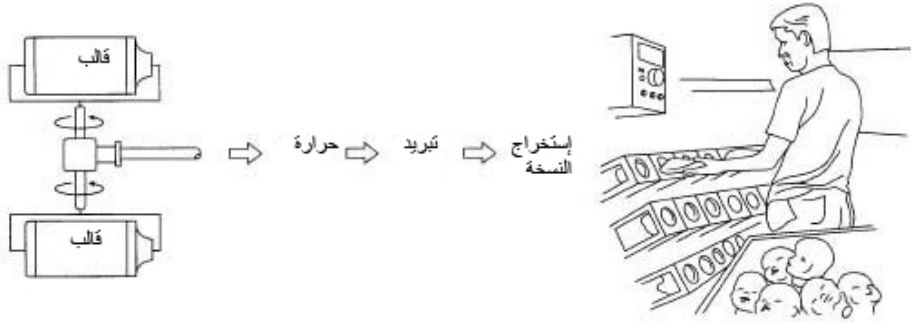 قالب
حرارة
تبريد
إستخراج
النسخة
قالب